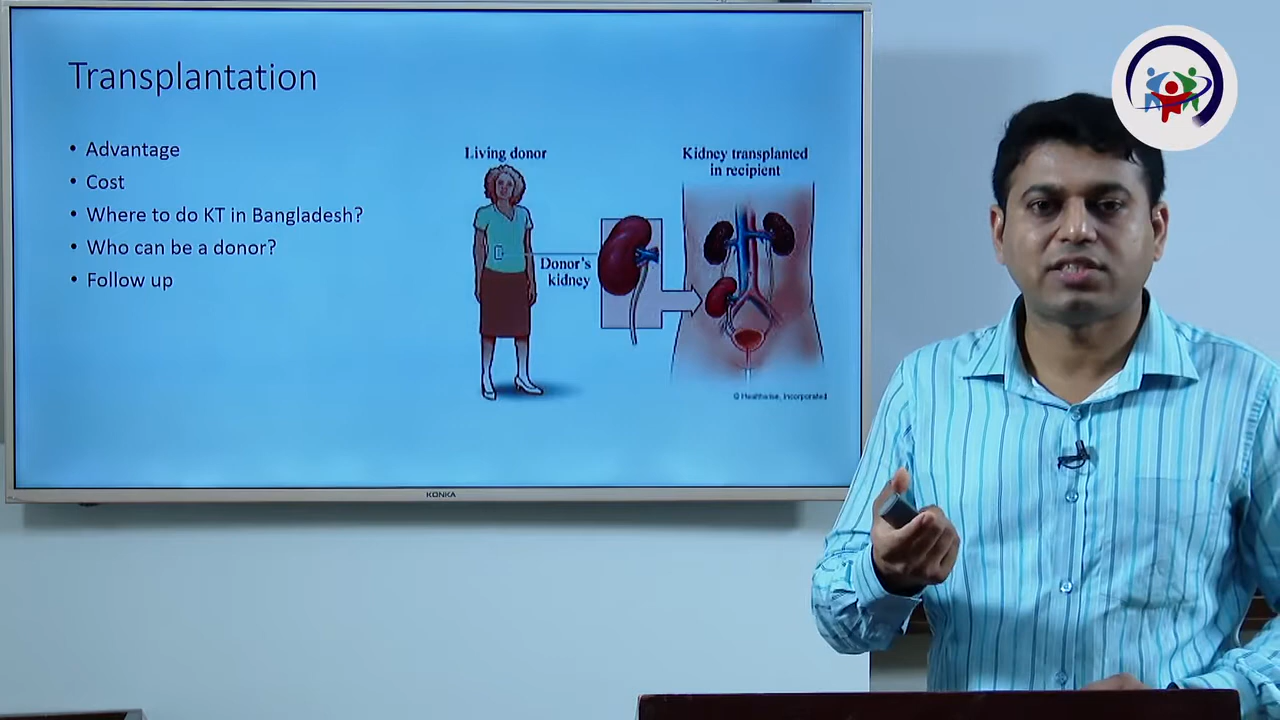 Transplantation
• Advantage
• Cost
• Where to do KT in Bangladesh?
• Who can be a donor?
• Follow up
Living donor
Kidney transplanted
in recipient
Donor's
kidney
© Healthwise, Incorporated
KONKA